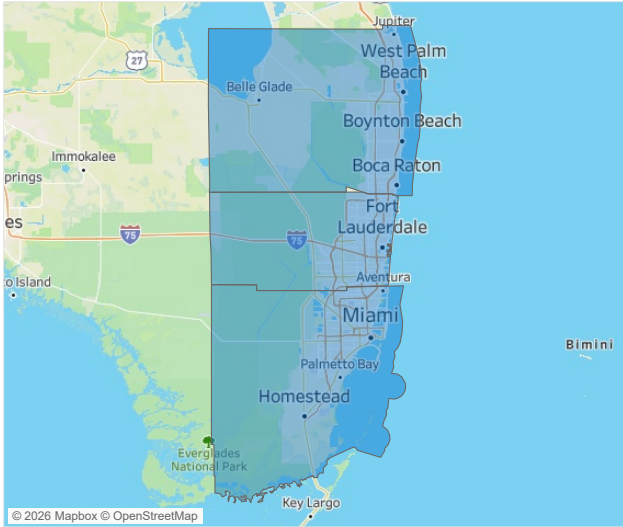 Jupiter
27
West Palm
Beach
Belle Glade
Boynton Beach
Immokalee
Boca Raton
prings
Fort
es
75
75
Lauderdale
Aventura
co Island
Miami
Bimini
Palmetto Bay
Homestead
Everglades
National Park
Key Largo
© 2026 Mapbox © OpenStreetMap